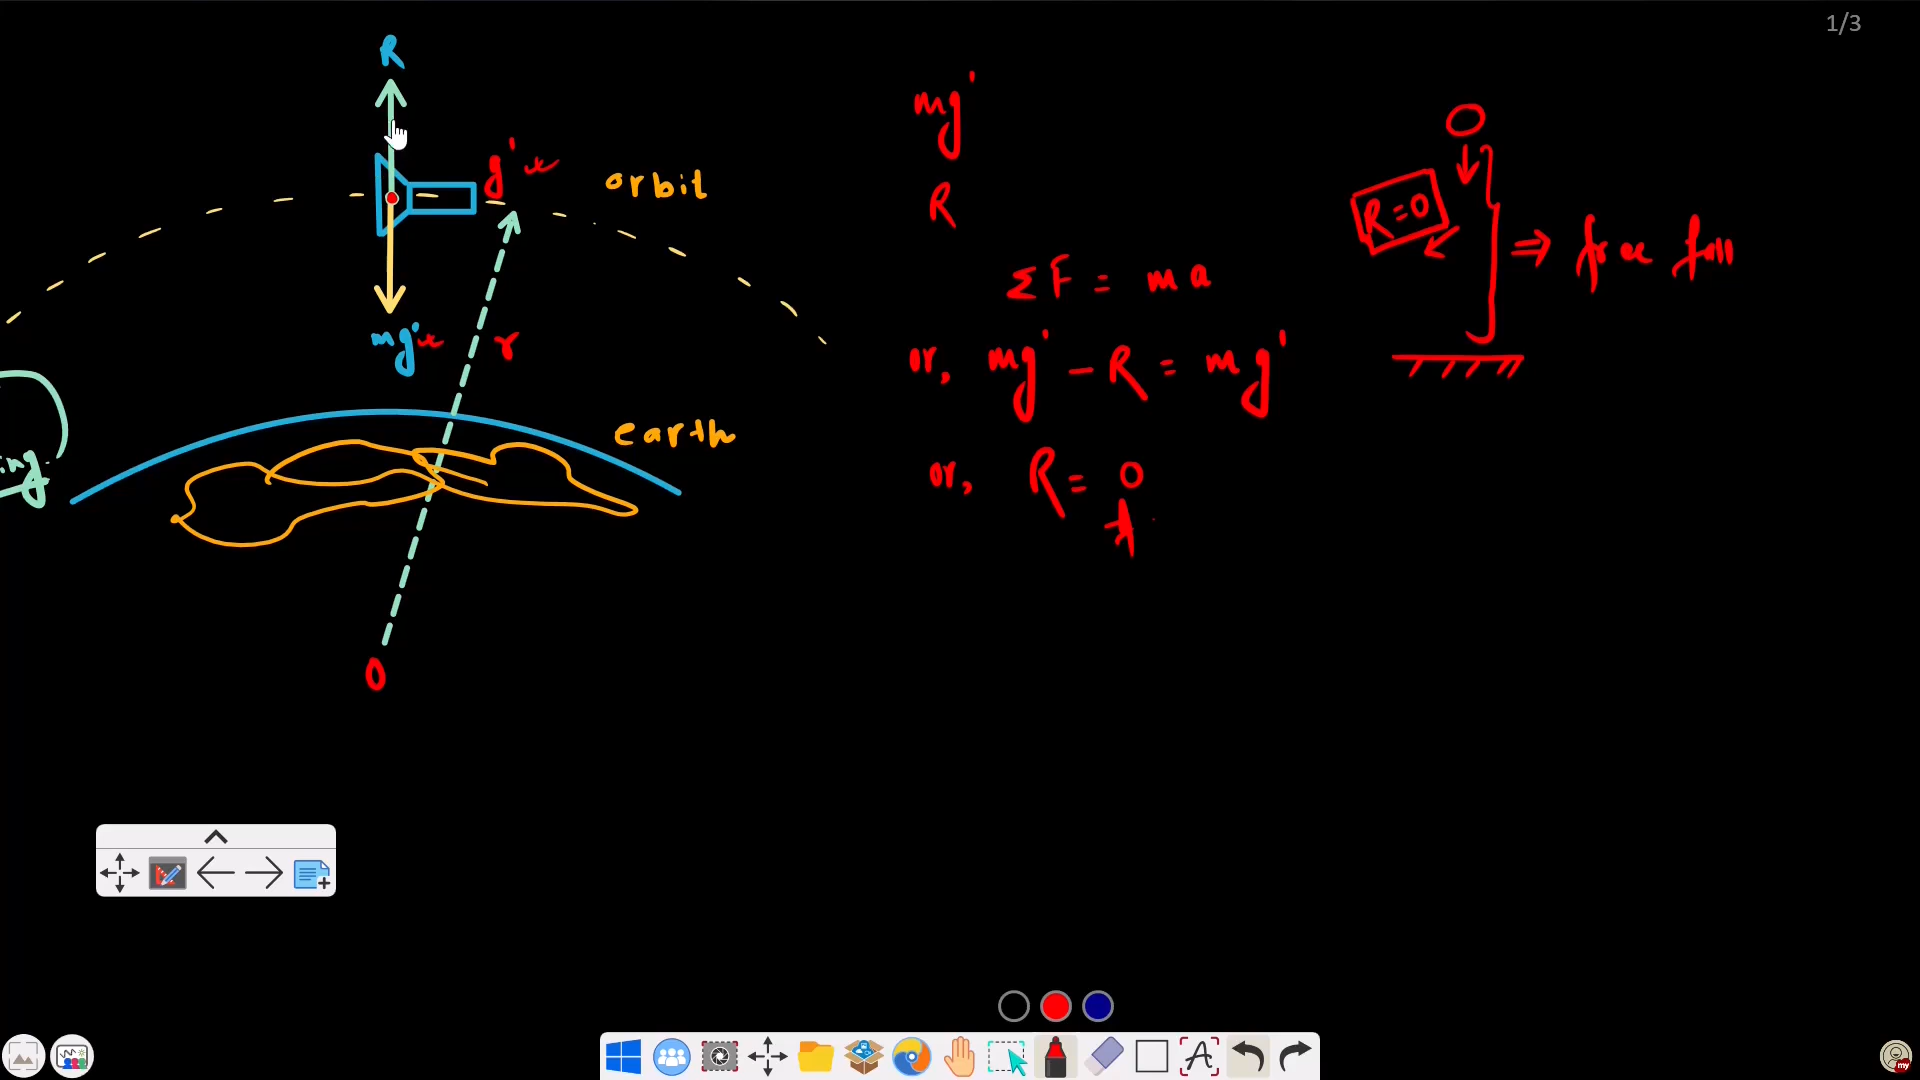 1/3
R
g'
orbit
mg'
r
earth
O
mg'
R
ΣF = ma
or, mg' - R = mg'
or, R = 0
R=0
⇒ free fall